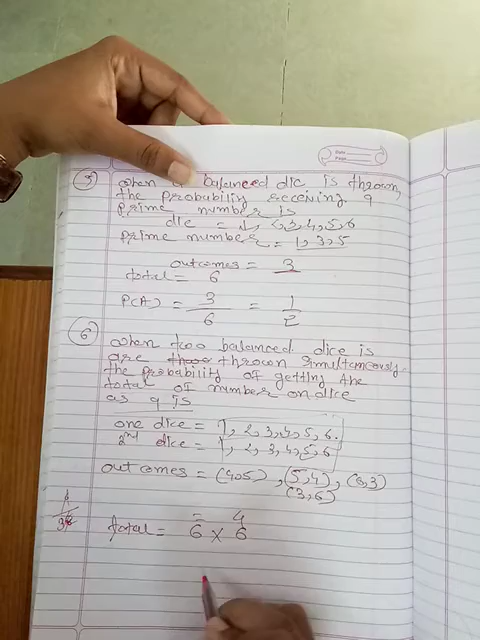 Date
Page
when a balanced die is thrown,
the probability receving a
prime number is
die = 1, 2, 3, 4, 5, 6
prime number = 1, 3, 5
outcomes = 3
total = 6
P(A) = 3/6 = 1/2
6 when two balanced dice is
are thrown simultaneously
the probability of getting the
total of number on dice
as 9 is
one dice = 1, 2, 3, 4, 5, 6.
2nd dice = 1, 2, 3, 4, 5, 6
outcomes = (4,5), (5,4), (6,3)
(3,6)
= 4
total = 6 × 6